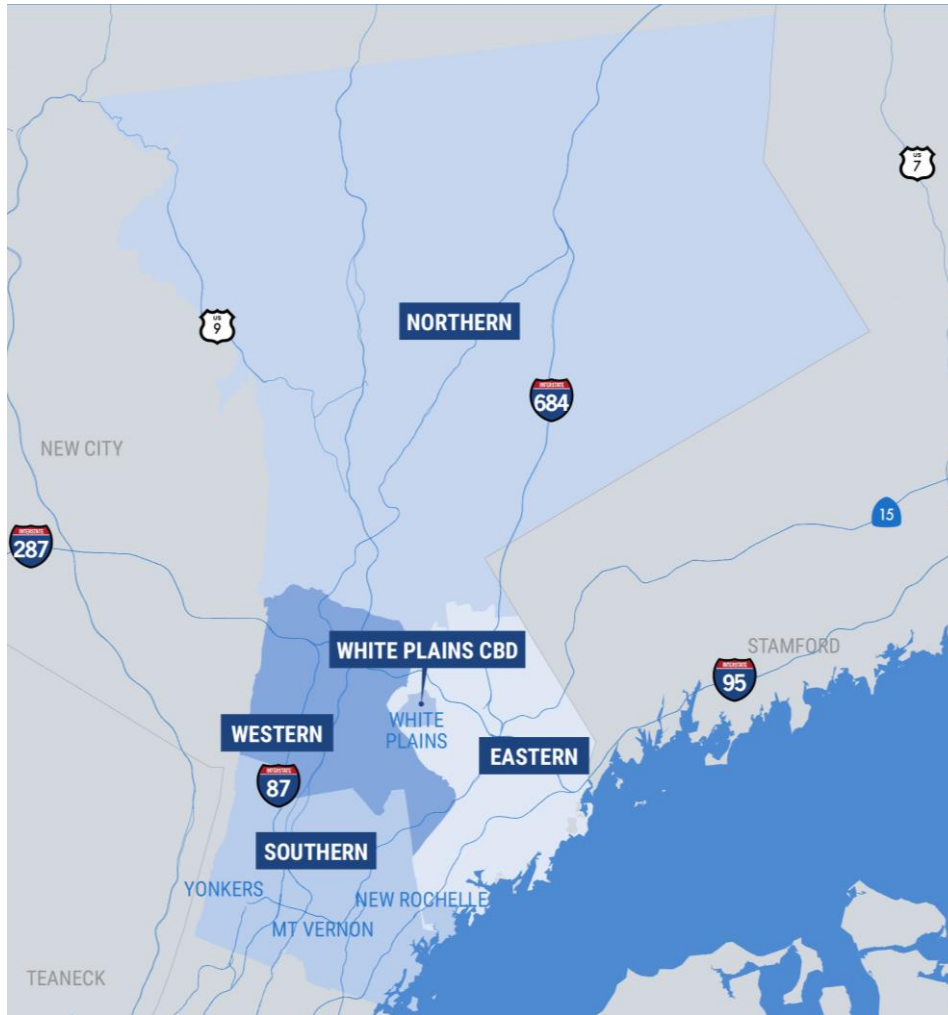 US
7
US
9
NORTHERN
INTERSTATE
684
NEW CITY
15
INTERSTATE
287
WHITE PLAINS CBD
STAMFORD
INTERSTATE
95
WHITE
PLAINS
WESTERN
EASTERN
INTERSTATE
87
SOUTHERN
YONKERS
NEW ROCHELLE
MT VERNON
TEANECK